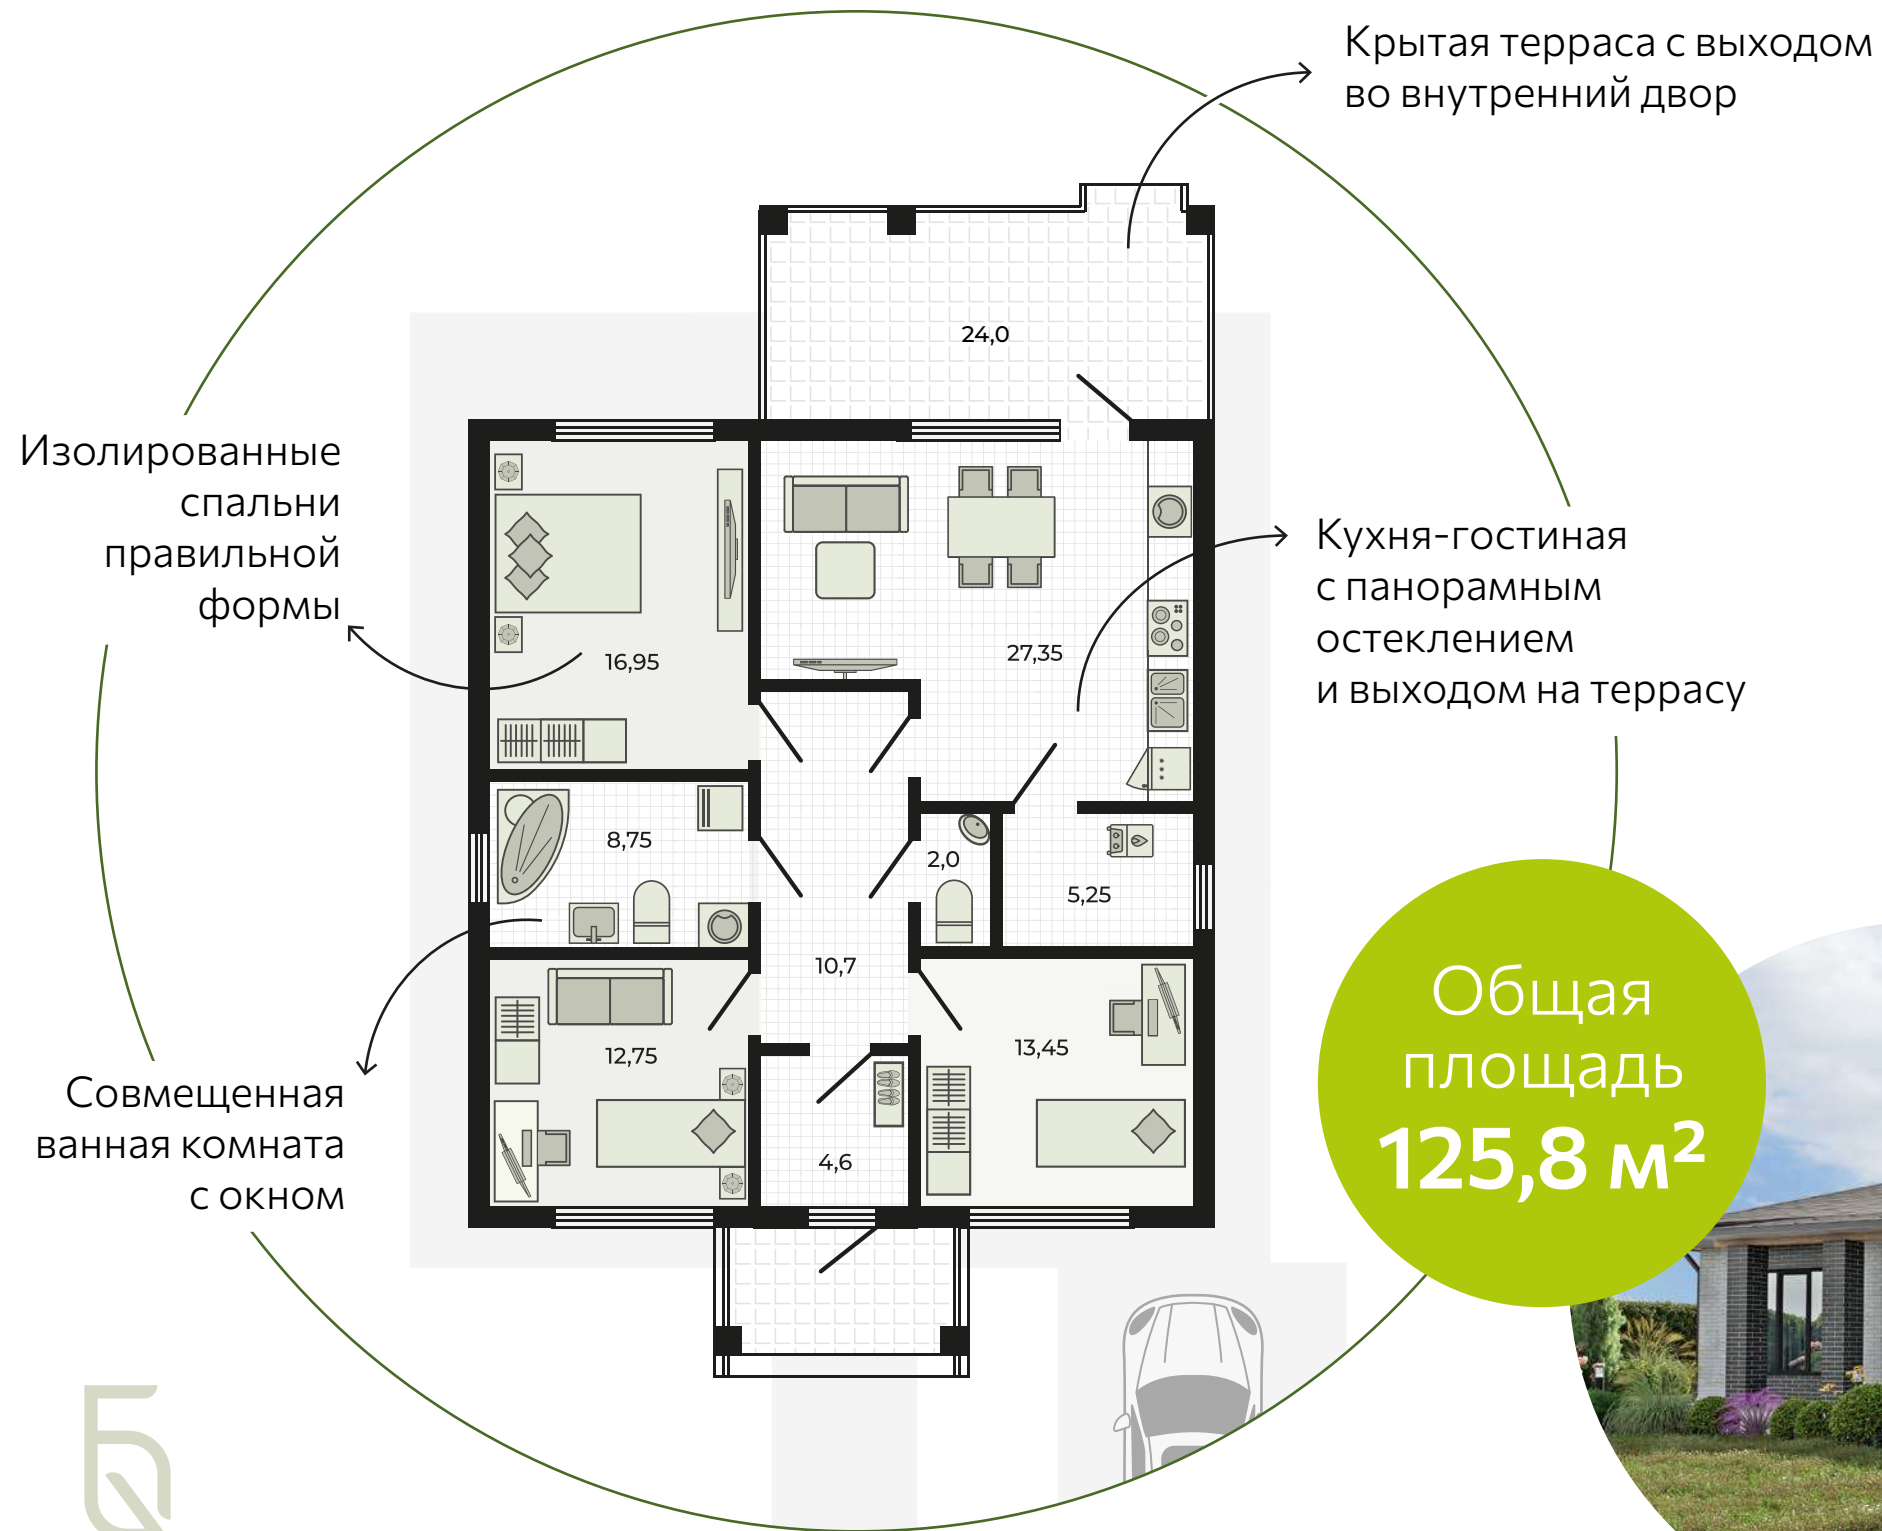 Крытая терраса с выходом
во внутренний двор
24,0
Изолированные
спальни
правильной
формы
Кухня-гостиная
с панорамным
остеклением
и выходом на террасу
16,95
27,35
8,75
2,0
5,25
10,7
12,75
13,45
4,6
Совмещенная
ванная комната
с окном
Общая
площадь
125,8 м²